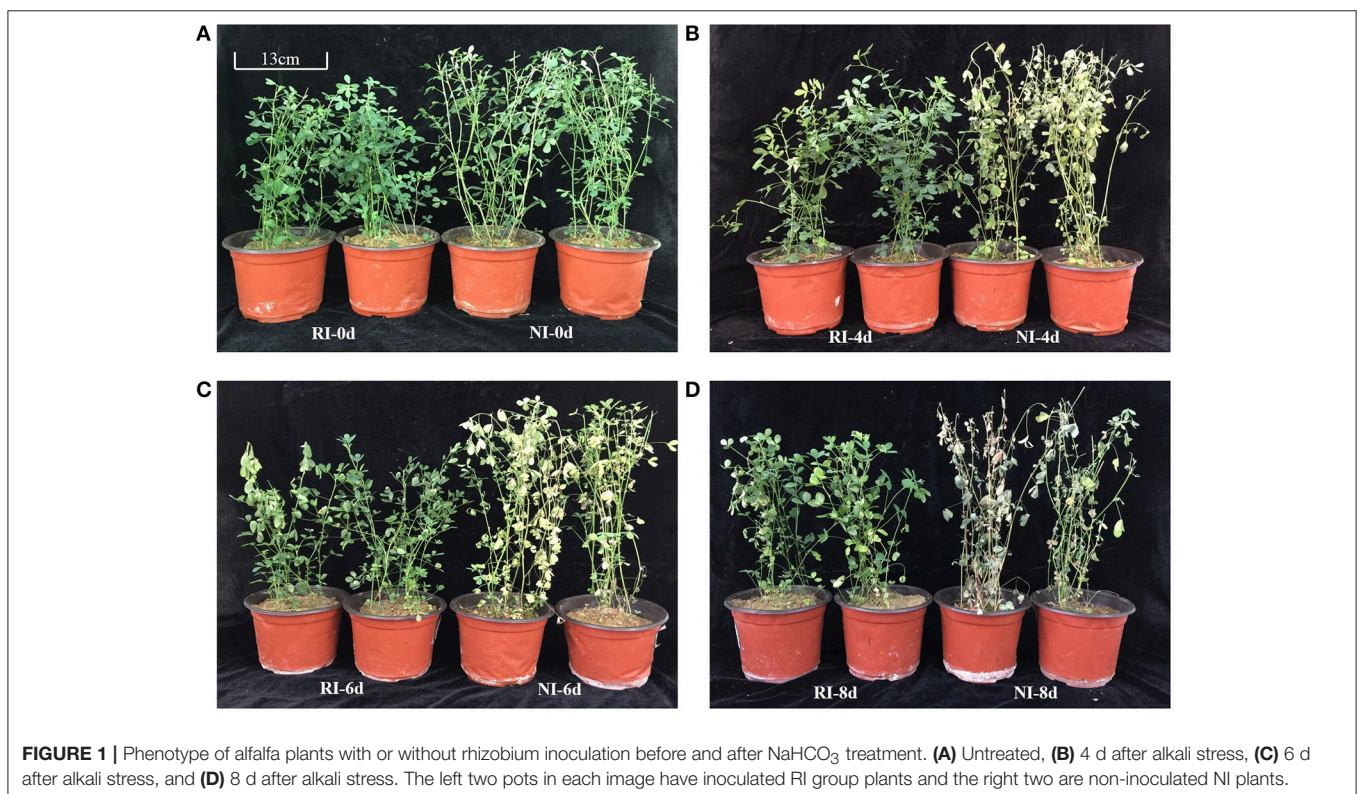 A
13cm
RI-0d
NI-0d
B
RI-4d
NI-4d
C
RI-6d
NI-6d
D
RI-8d
NI-8d
FIGURE 1 | Phenotype of alfalfa plants with or without rhizobium inoculation before and after NaHCO₃ treatment. (A) Untreated, (B) 4 d after alkali stress, (C) 6 d
after alkali stress, and (D) 8 d after alkali stress. The left two pots in each image have inoculated RI group plants and the right two are non-inoculated NI plants.